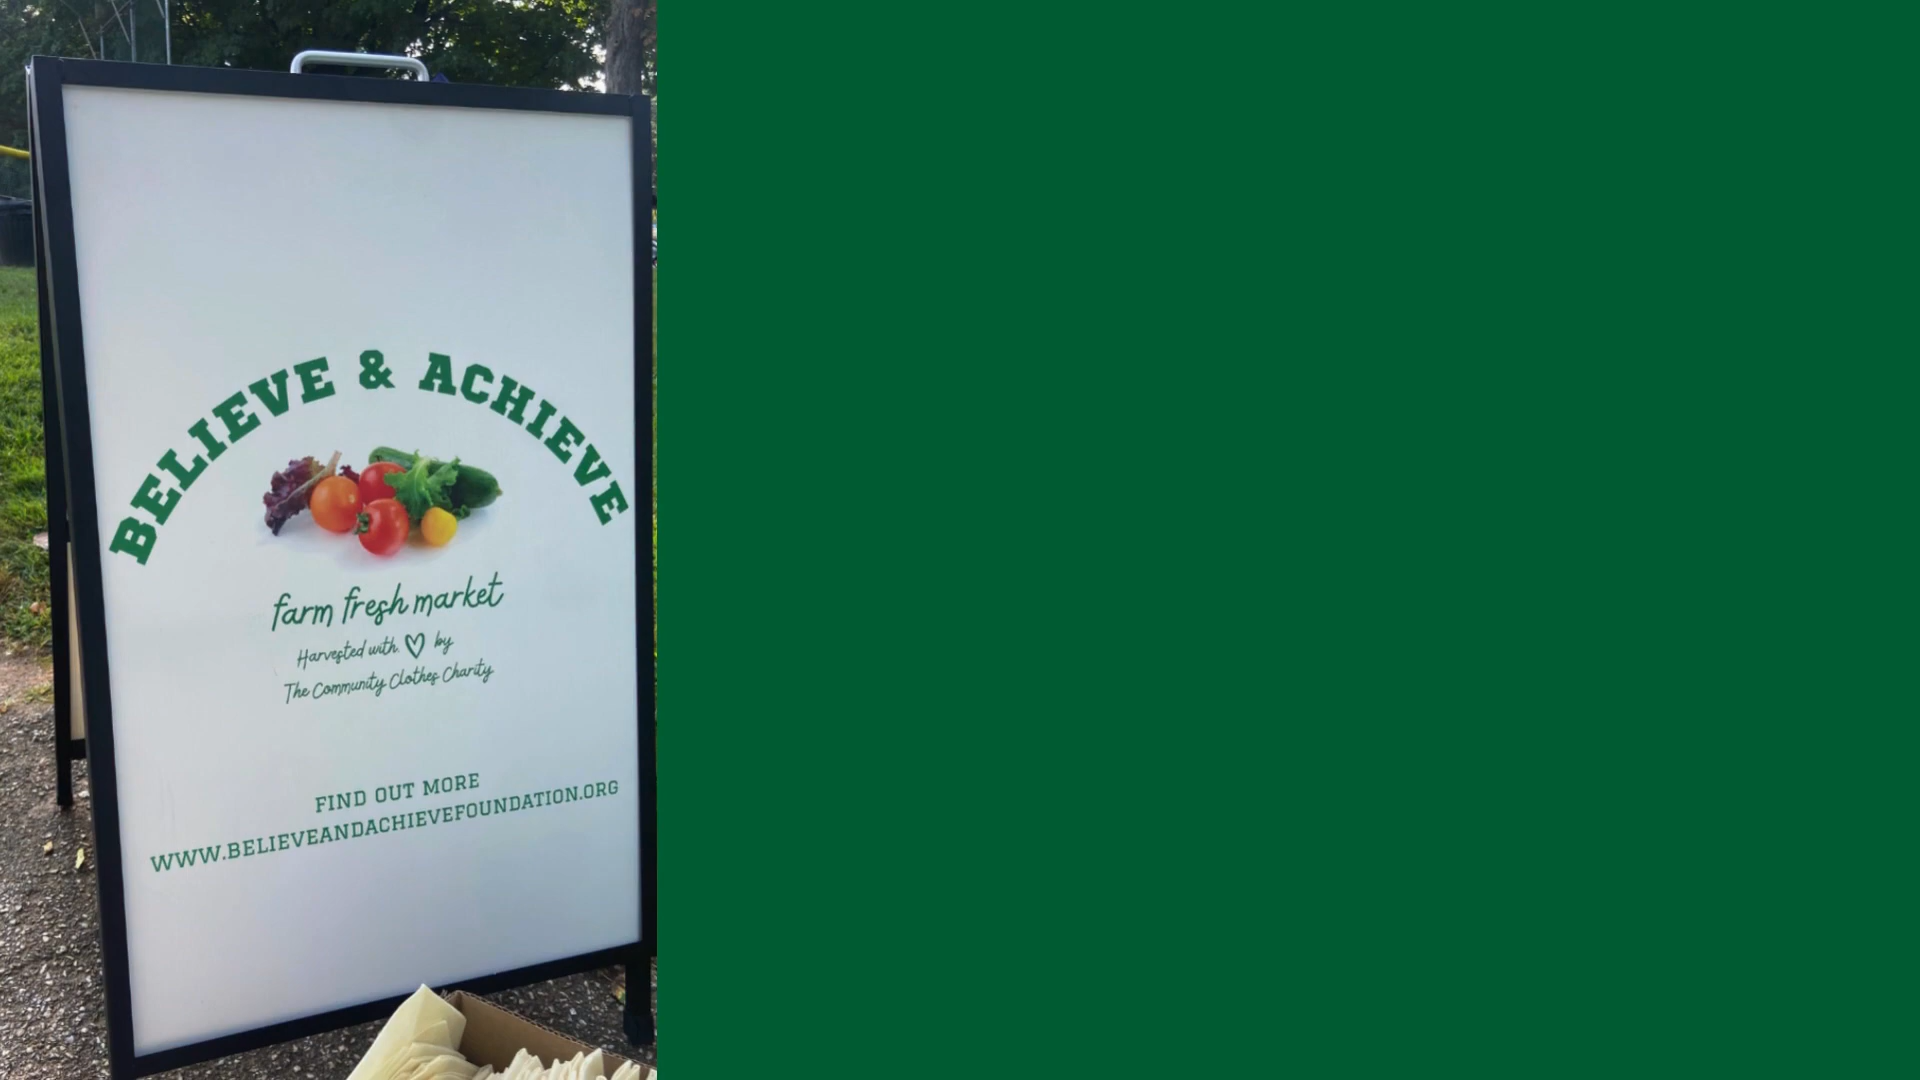 BELIEVE & ACHIEVE
farm fresh market
Harvested with ♡ by
The Community Clothes Charity
FIND OUT MORE
WWW.BELIEVEANDACHIEVEFOUNDATION.ORG